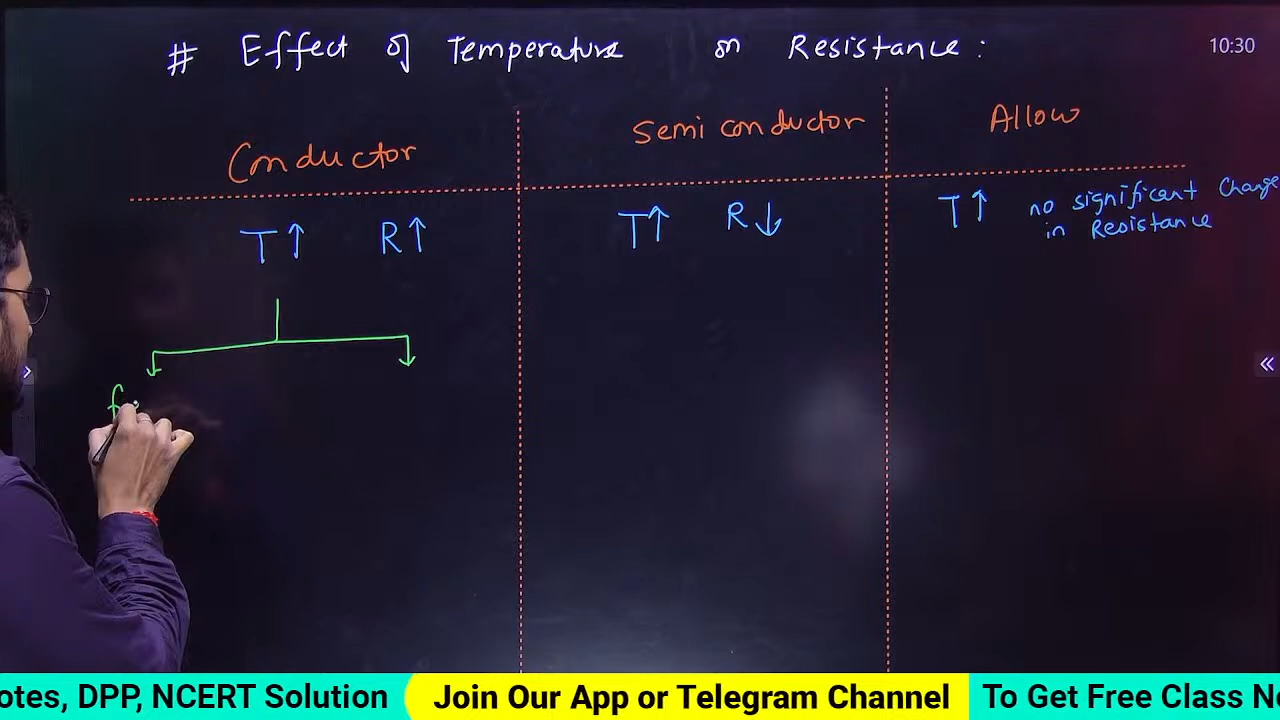 # Effect of Temperature on Resistance :
10:30
Conductor
Semi conductor
Allow
T↑ R↑
T↑ R↓
T↑ no significant Change
in Resistance
f
otes, DPP, NCERT Solution
Join Our App or Telegram Channel
To Get Free Class No